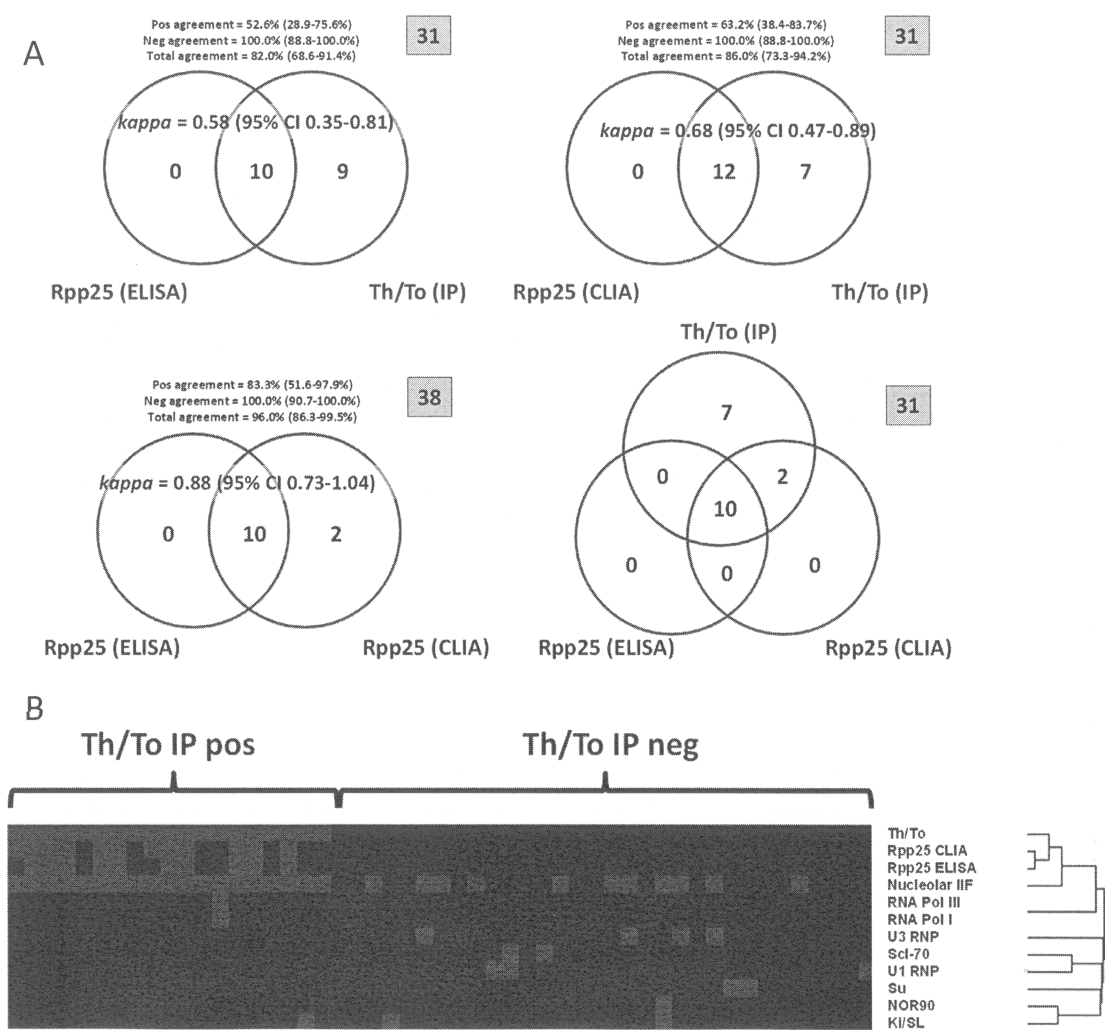 A
Pos agreement = 52.6% (28.9-75.6%)
Neg agreement = 100.0% (88.8-100.0%)
Total agreement = 82.0% (68.6-91.4%)
31
kappa = 0.58 (95% CI 0.35-0.81)
0 10 9
Rpp25 (ELISA) Th/To (IP)
Pos agreement = 63.2% (38.4-83.7%)
Neg agreement = 100.0% (88.8-100.0%)
Total agreement = 86.0% (73.3-94.2%)
31
kappa = 0.68 (95% CI 0.47-0.89)
0 12 7
Rpp25 (CLIA) Th/To (IP)
Pos agreement = 83.3% (51.6-97.9%)
Neg agreement = 100.0% (90.7-100.0%)
Total agreement = 96.0% (86.3-99.5%)
38
kappa = 0.88 (95% CI 0.73-1.04)
0 10 2
Rpp25 (ELISA) Rpp25 (CLIA)
Th/To (IP)
31
7
0 2
10
0 0 0
Rpp25 (ELISA) Rpp25 (CLIA)
B
Th/To IP pos Th/To IP neg
Th/To
Rpp25 CLIA
Rpp25 ELISA
Nucleolar IIF
RNA Pol III
RNA Pol I
U3 RNP
Scl-70
U1 RNP
Su
NOR90
Ki/SL